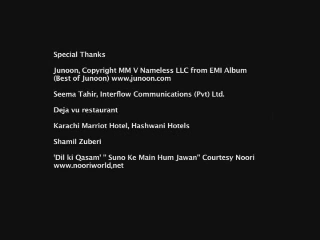 Special Thanks
Junoon, Copyright MM V Nameless LLC from EMI Album
(Best of Junoon) www.junoon.com
Seema Tahir, Interflow Communications (Pvt) Ltd.
Deja vu restaurant
Karachi Marriot Hotel, Hashwani Hotels
Shamil Zuberi
'Dil ki Qasam' " Suno Ke Main Hum Jawan" Courtesy Noori
www.nooriworld,net